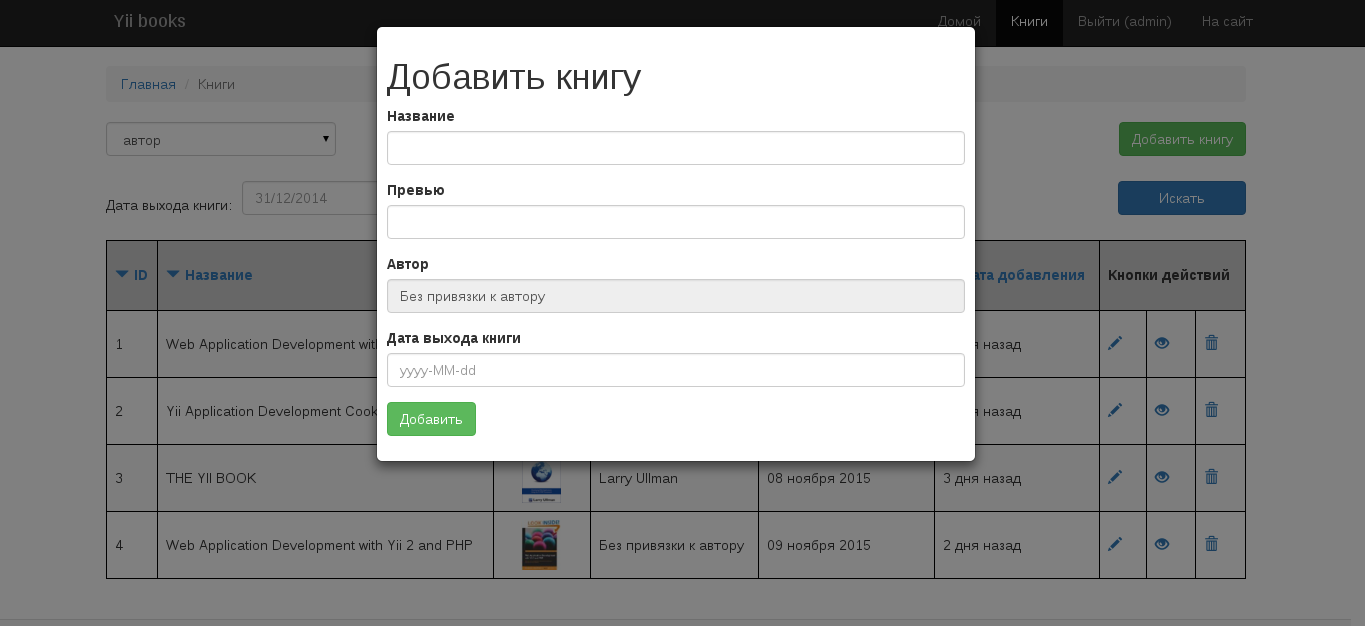 Yii books
Домой Книги Выйти (admin) На сайт
Главная / Книги
автор
Добавить книгу
Дата выхода книги: 31/12/2014
Искать
Добавить книгу
Название
Превью
Автор
Без привязки к автору
Дата выхода книги
yyyy-MM-dd
Добавить
ID Название ата добавления Кнопки действий
1 Web Application Development with назад
2 Yii Application Development Cook назад
3 THE YII BOOK Larry Ullman 08 ноября 2015 3 дня назад
4 Web Application Development with Yii 2 and PHP Без привязки к автору 09 ноября 2015 2 дня назад